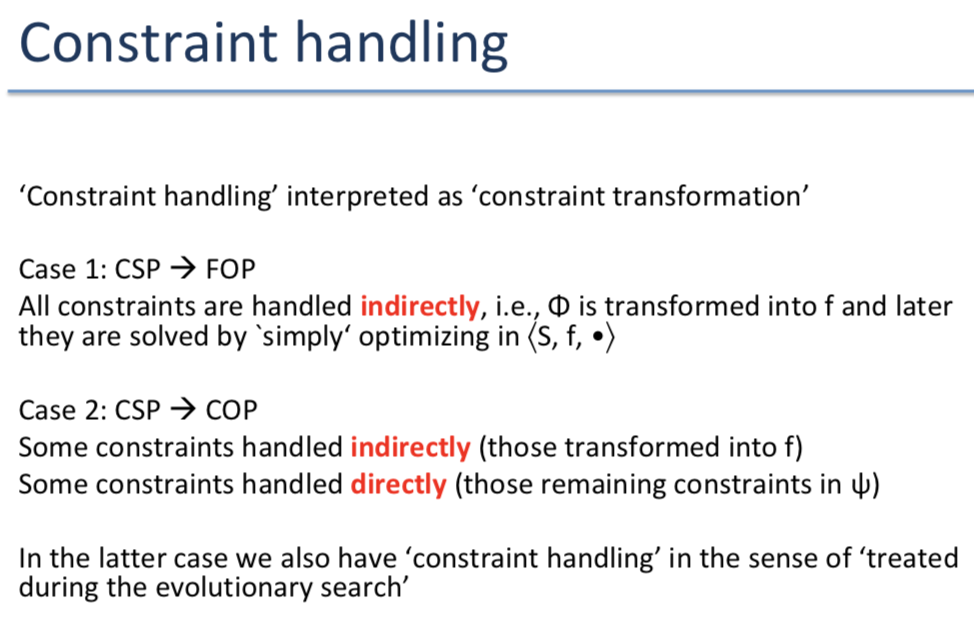 Constraint handling
‘Constraint handling’ interpreted as ‘constraint transformation’
Case 1: CSP → FOP
All constraints are handled indirectly, i.e., Φ is transformed into f and later
they are solved by `simply‘ optimizing in ⟨S, f, •⟩
Case 2: CSP → COP
Some constraints handled indirectly (those transformed into f)
Some constraints handled directly (those remaining constraints in ψ)
In the latter case we also have ‘constraint handling’ in the sense of ‘treated
during the evolutionary search’